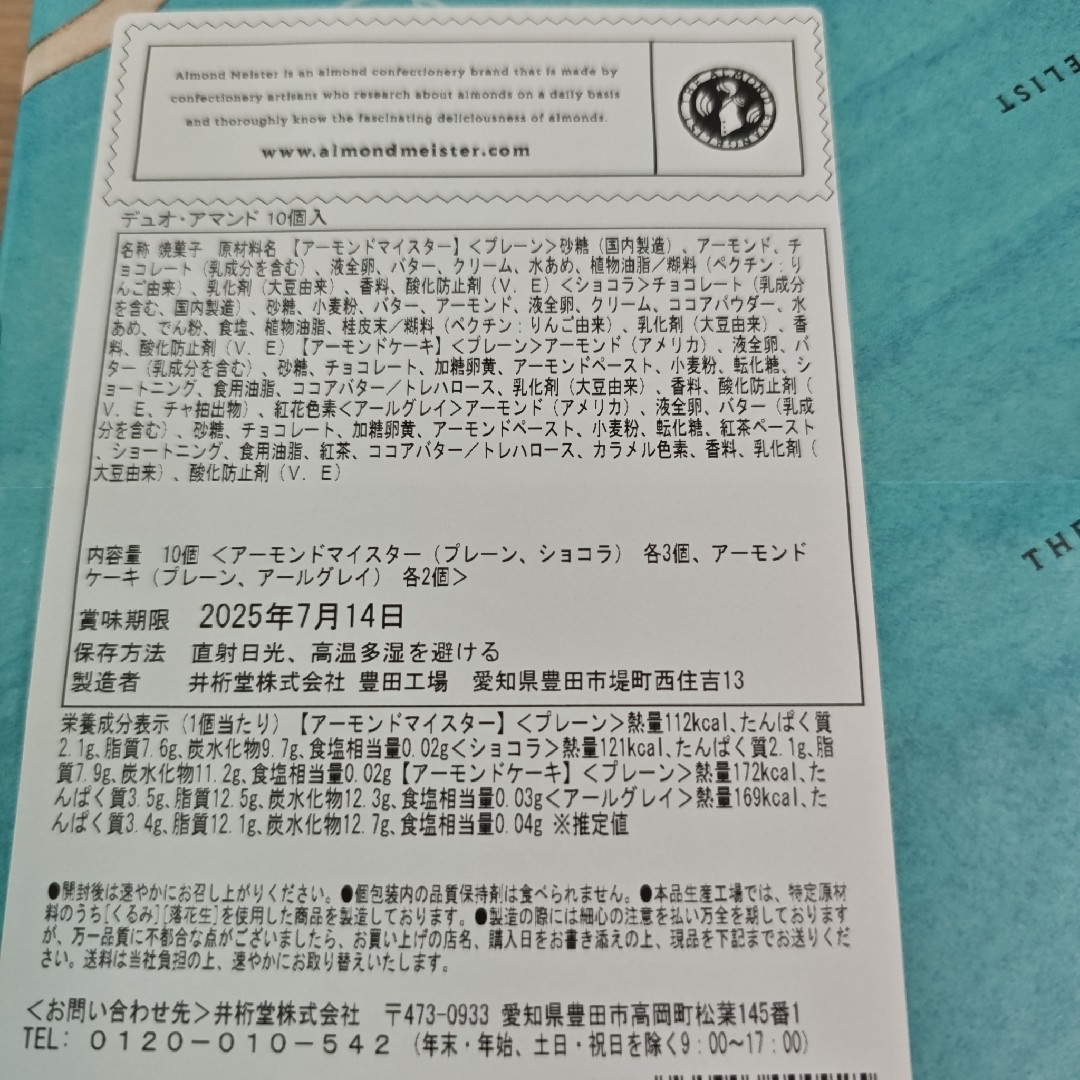 Almond Meister is an almond confectionery brand that is made by
confectionery artisans who research about almonds on a daily basis
and thoroughly know the fascinating deliciousness of almonds.
www.almondmeister.com
THE ALMOND EVANGELIST
ELIST
THE
デュオ・アマンド 10個入
名称 焼菓子 原材料名 【アーモンドマイスター】＜プレーン＞砂糖（国内製造）、アーモンド、チ
ョコレート（乳成分を含む）、液全卵、バター、クリーム、水あめ、植物油脂／糊料（ペクチン：り
んご由来）、乳化剤（大豆由来）、香料、酸化防止剤（Ｖ．Ｅ）＜ショコラ＞チョコレート（乳成分
を含む、国内製造）、砂糖、小麦粉、バター、アーモンド、液全卵、クリーム、ココアパウダー、水
あめ、でん粉、食塩、植物油脂、桂皮末／糊料（ペクチン：りんご由来）、乳化剤（大豆由来）、香
料、酸化防止剤（Ｖ．Ｅ）【アーモンドケーキ】＜プレーン＞アーモンド（アメリカ）、液全卵、バ
ター（乳成分を含む）、砂糖、チョコレート、加糖卵黄、アーモンドペースト、小麦粉、転化糖、シ
ョートニング、食用油脂、ココアバター／トレハロース、乳化剤（大豆由来）、香料、酸化防止剤（
Ｖ．Ｅ、チャ抽出物）、紅花色素＜アールグレイ＞アーモンド（アメリカ）、液全卵、バター（乳成
分を含む）、砂糖、チョコレート、加糖卵黄、アーモンドペースト、小麦粉、転化糖、紅茶ペースト
、ショートニング、食用油脂、紅茶、ココアバター／トレハロース、カラメル色素、香料、乳化剤（
大豆由来）、酸化防止剤（Ｖ．Ｅ）
内容量 10個 ＜アーモンドマイスター（プレーン、ショコラ） 各3個、アーモンド
ケーキ（プレーン、アールグレイ） 各2個＞
賞味期限 2025年7月14日
保存方法 直射日光、高温多湿を避ける
製造者 井桁堂株式会社 豊田工場 愛知県豊田市堤町西住吉13
栄養成分表示（1個当たり）【アーモンドマイスター】＜プレーン＞熱量112kcal、たんぱく質
2.1g、脂質7.6g、炭水化物9.7g、食塩相当量0.02g＜ショコラ＞熱量121kcal、たんぱく質2.1g、脂
質7.9g、炭水化物11.2g、食塩相当量0.02g【アーモンドケーキ】＜プレーン＞熱量172kcal、た
んぱく質3.5g、脂質12.5g、炭水化物12.3g、食塩相当量0.03g＜アールグレイ＞熱量169kcal、た
んぱく質3.4g、脂質12.1g、炭水化物12.7g、食塩相当量0.04g ※推定値
●開封後は速やかにお召し上がりください。●個包装内の品質保持剤は食べられません。●本品生産工場では、特定原材
料のうち[くるみ][落花生]を使用した商品を製造しております。●製造の際には細心の注意を払い万全を期しております
が、万一品質に不都合な点がございましたら、お買い上げの店名、購入日をお書き添えの上、現品を下記までお送りくだ
さい。送料は当社負担の上、速やかにお取り替えいたします。
＜お問い合わせ先＞井桁堂株式会社 〒473-0933 愛知県豊田市高岡町松葉145番1
TEL：０１２０−０１０−５４２（年末・年始、土日・祝日を除く9：00〜17：00）